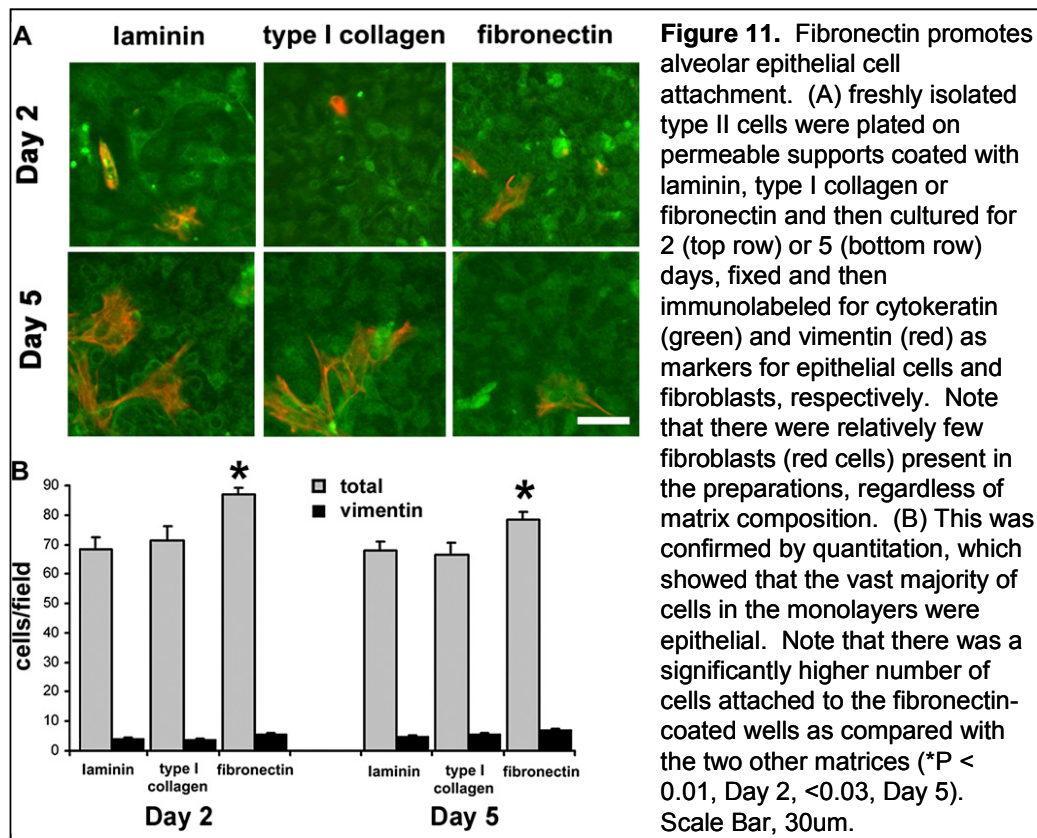 A
laminin type I collagen fibronectin
Day 2
Day 5
B
90
80
70
60
50
40
30
20
10
0
cells/field
* *
total
vimentin
laminin type I collagen fibronectin laminin type I collagen fibronectin
Day 2 Day 5
Figure 11. Fibronectin promotes
alveolar epithelial cell
attachment. (A) freshly isolated
type II cells were plated on
permeable supports coated with
laminin, type I collagen or
fibronectin and then cultured for
2 (top row) or 5 (bottom row)
days, fixed and then
immunolabeled for cytokeratin
(green) and vimentin (red) as
markers for epithelial cells and
fibroblasts, respectively. Note
that there were relatively few
fibroblasts (red cells) present in
the preparations, regardless of
matrix composition. (B) This was
confirmed by quantitation, which
showed that the vast majority of
cells in the monolayers were
epithelial. Note that there was a
significantly higher number of
cells attached to the fibronectin-
coated wells as compared with
the two other matrices (*P <
0.01, Day 2, <0.03, Day 5).
Scale Bar, 30um.